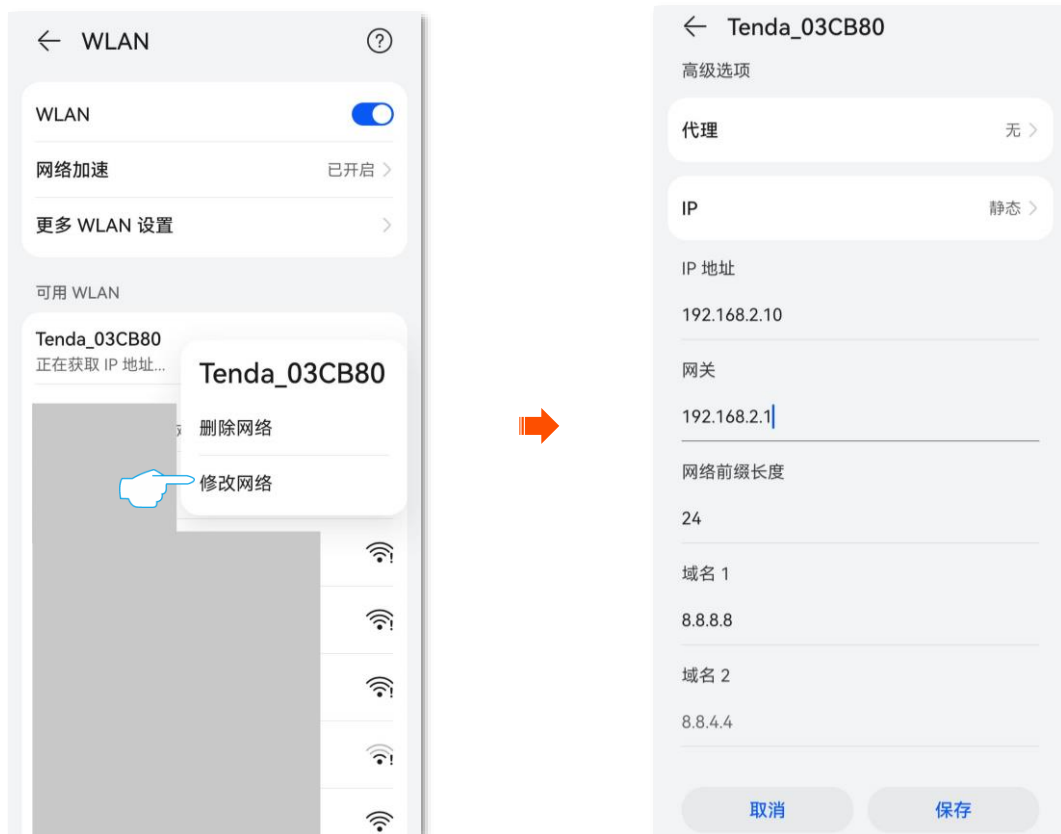 WLAN
WLAN
网络加速 已开启
更多 WLAN 设置
可用 WLAN
Tenda_03CB80
正在获取 IP 地址...
Tenda_03CB80
删除网络
修改网络
Tenda_03CB80
高级选项
代理 无
IP 静态
IP 地址
192.168.2.10
网关
192.168.2.1
网络前缀长度
24
域名 1
8.8.8.8
域名 2
8.8.4.4
取消 保存